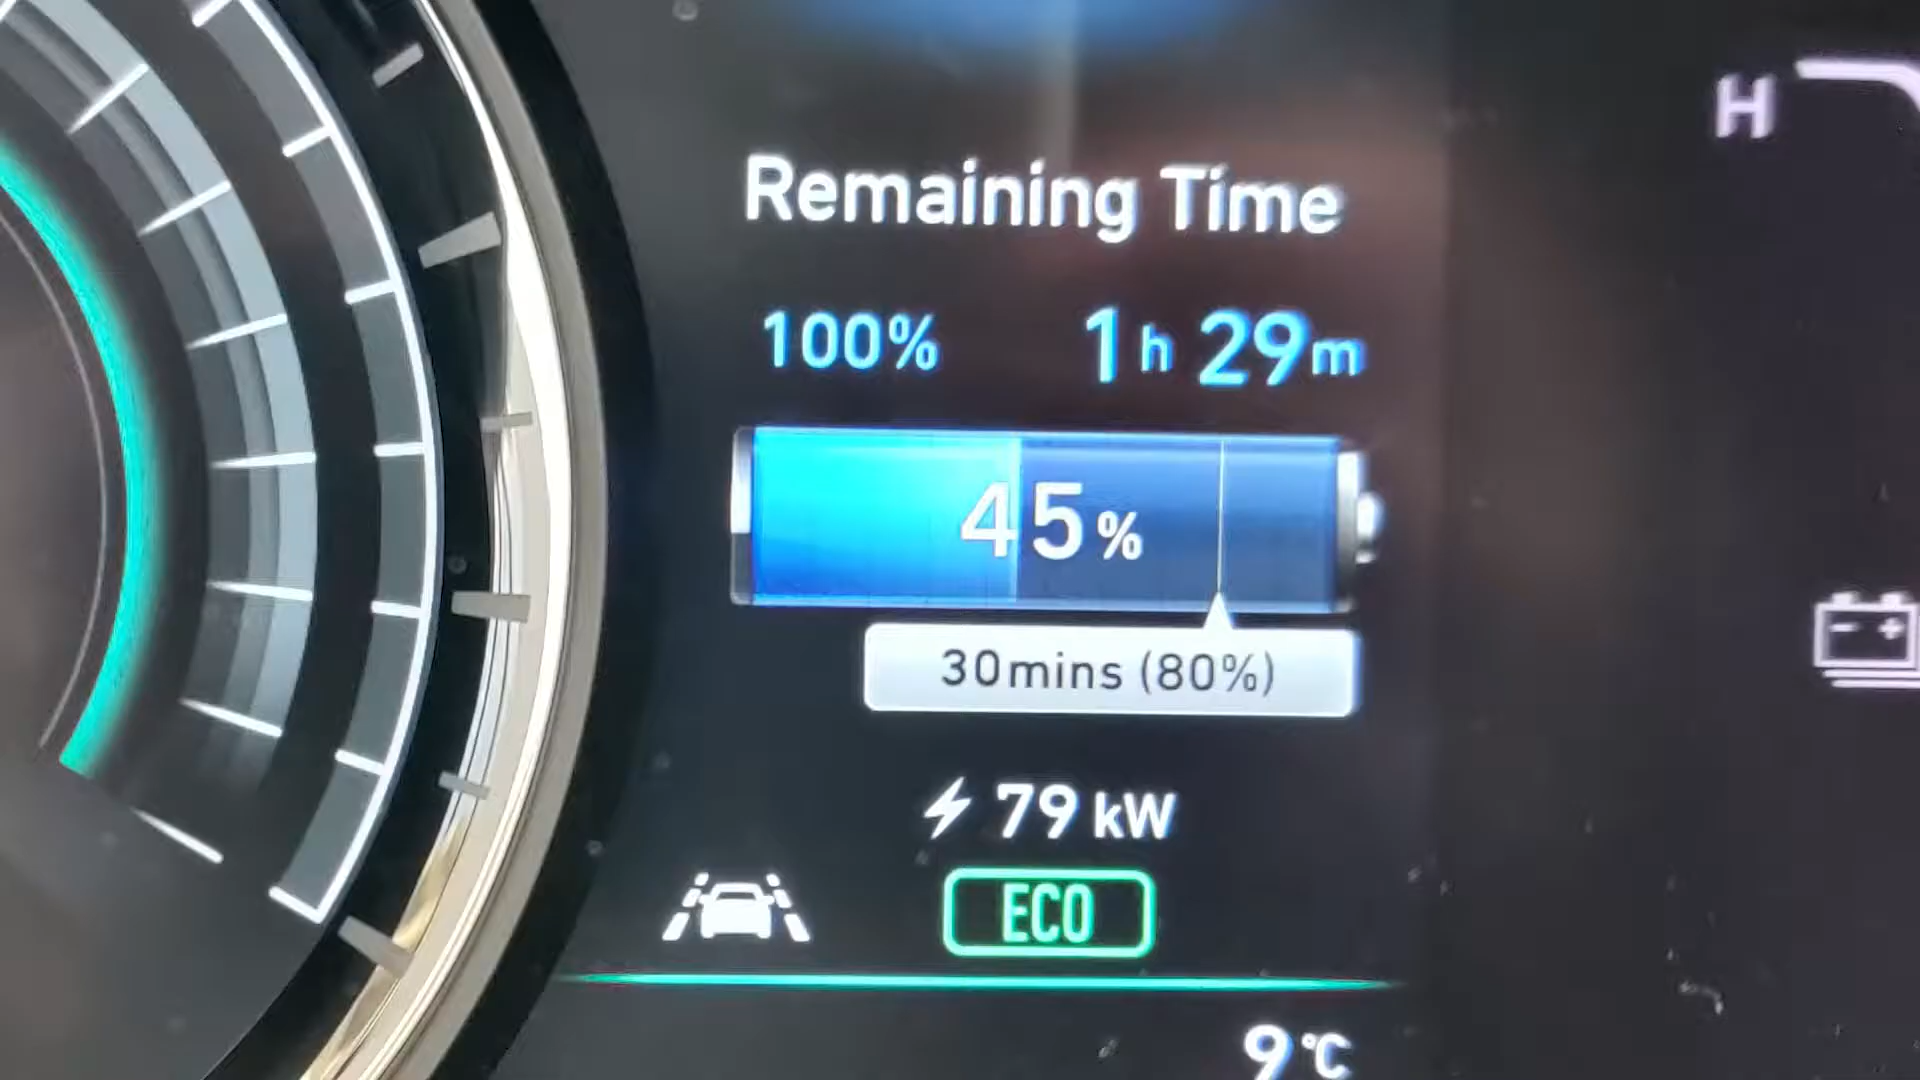 H
Remaining Time
100% 1h 29m
45%
30mins (80%)
79 kW
ECO
9°C